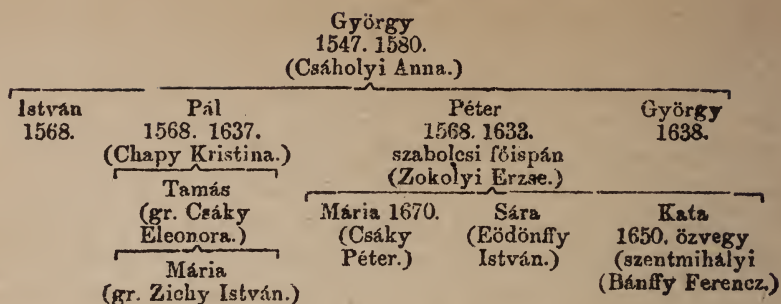 György
1547. 1580.
(Csáholyi Anna.)
István
1568.
Pál
1568. 1637.
(Chapy Kristina.)
Tamás
(gr. Csáky
Eleonora.)
Mária
(gr. Zichy István.)
Péter
1568. 1633.
szabolcsi főispán
(Zokolyi Erzse.)
Mária 1670.
(Csáky
Péter.)
Sára
(Eödönffy
István.)
Kata
1650. özvegy
(szentmihályi
(Bánffy Ferencz.)
György
1638.